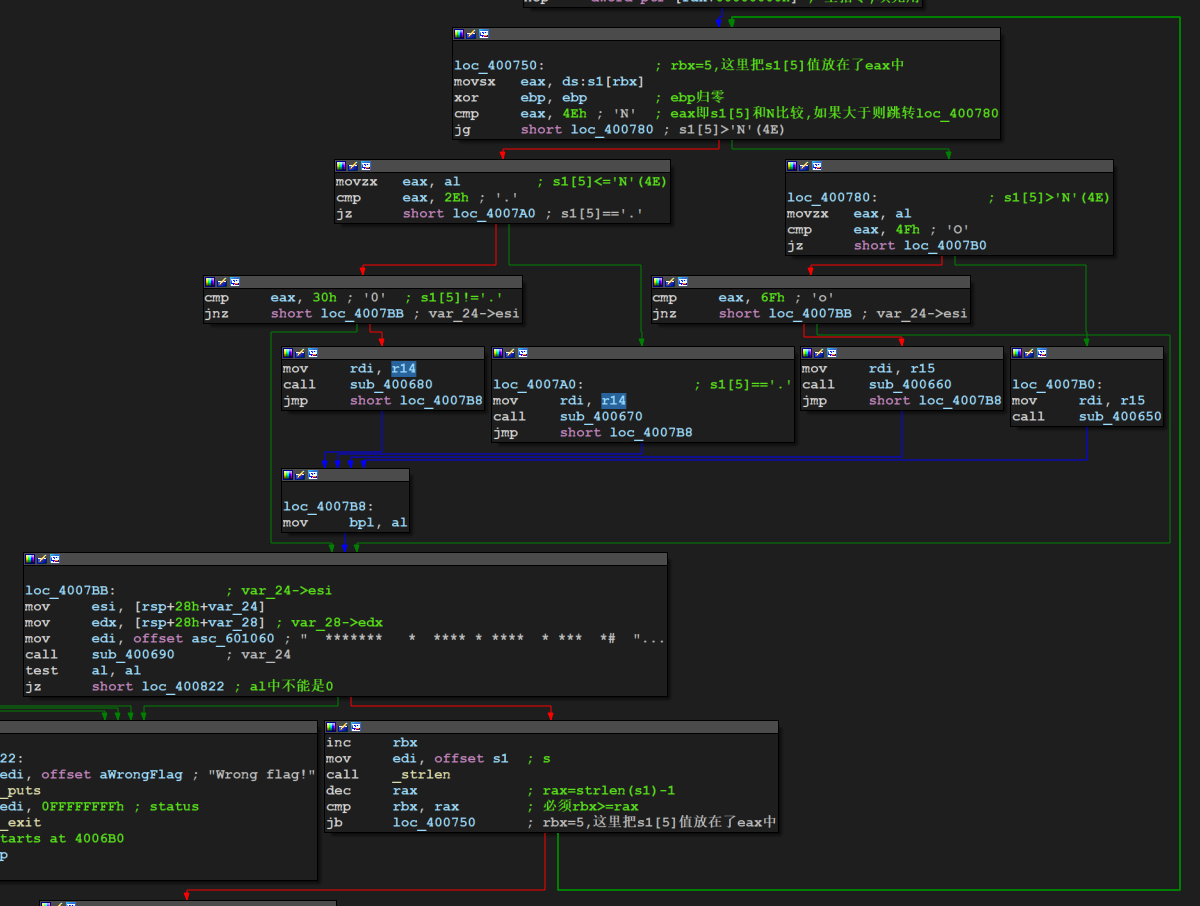 loc_400750: ; rbx=5,这里把s1[5]值放在了eax中
movsx eax, ds:s1[rbx]
xor ebp, ebp ; ebp归零
cmp eax, 4Eh ; 'N' ; eax即s1[5]和N比较,如果大于则跳转loc_400780
jg short loc_400780 ; s1[5]>'N'(4E)
movzx eax, al ; s1[5]<='N'(4E)
cmp eax, 2Eh ; '.'
jz short loc_4007A0 ; s1[5]=='.'
loc_400780: ; s1[5]>'N'(4E)
movzx eax, al
cmp eax, 4Fh ; 'O'
jz short loc_4007B0
cmp eax, 30h ; '0' ; s1[5]!='.'
jnz short loc_4007BB ; var_24->esi
cmp eax, 6Fh ; 'o'
jnz short loc_4007BB ; var_24->esi
mov rdi, r14
call sub_400680
jmp short loc_4007B8
loc_4007A0: ; s1[5]=='.'
mov rdi, r14
call sub_400670
jmp short loc_4007B8
mov rdi, r15
call sub_400660
jmp short loc_4007B8
loc_4007B0:
mov rdi, r15
call sub_400650
loc_4007B8:
mov bpl, al
loc_4007BB: ; var_24->esi
mov esi, [rsp+28h+var_24]
mov edx, [rsp+28h+var_28] ; var_28->edx
mov edi, offset asc_601060 ; "  *******   *  **** * ****  * ***  *#  "...
call sub_400690 ; var_24
test al, al
jz short loc_400822 ; al中不能是0
22:
edi, offset aWrongFlag ; "Wrong flag!"
_puts
edi, 0FFFFFFFFh ; status
_exit
tarts at 4006B0
p
inc rbx
mov edi, offset s1 ; s
call _strlen
dec rax ; rax=strlen(s1)-1
cmp rbx, rax ; 必须rbx>=rax
jb loc_400750 ; rbx=5,这里把s1[5]值放在了eax中